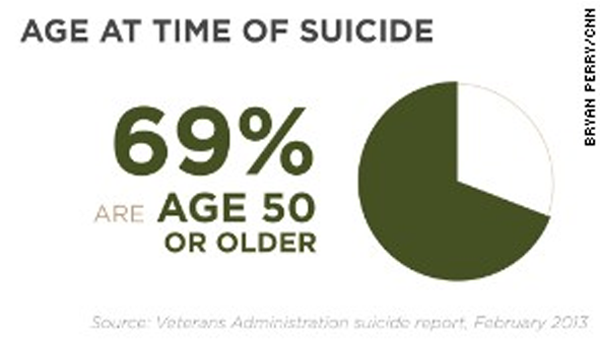 AGE AT TIME OF SUICIDE
69%
ARE AGE 50
OR OLDER
Source: Veterans Administration suicide report, February 2013
BRYAN PERRY/CNN